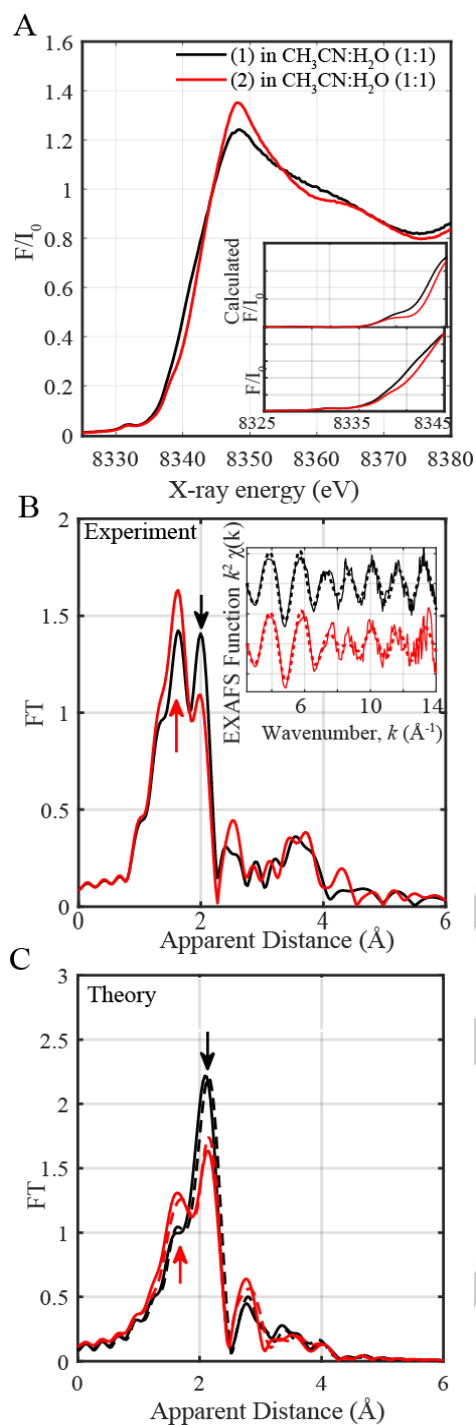 A
1.6
(1) in CH₃CN:H₂O (1:1)
(2) in CH₃CN:H₂O (1:1)
1.4
1.2
1
0.8
0.6
0.4
0.2
0
F/I₀
Calculated
F/I₀
F/I₀
8325
8335
8345
8330
8340
8350
8360
8370
8380
X-ray energy (eV)
B
2
Experiment
1.5
1
0.5
0
FT
EXAFS Function k² χ(k)
6
10
14
Wavenumber, k (Å⁻¹)
0
2
4
6
Apparent Distance (Å)
C
3
Theory
2.5
2
1.5
1
0.5
0
FT
0
2
4
6
Apparent Distance (Å)